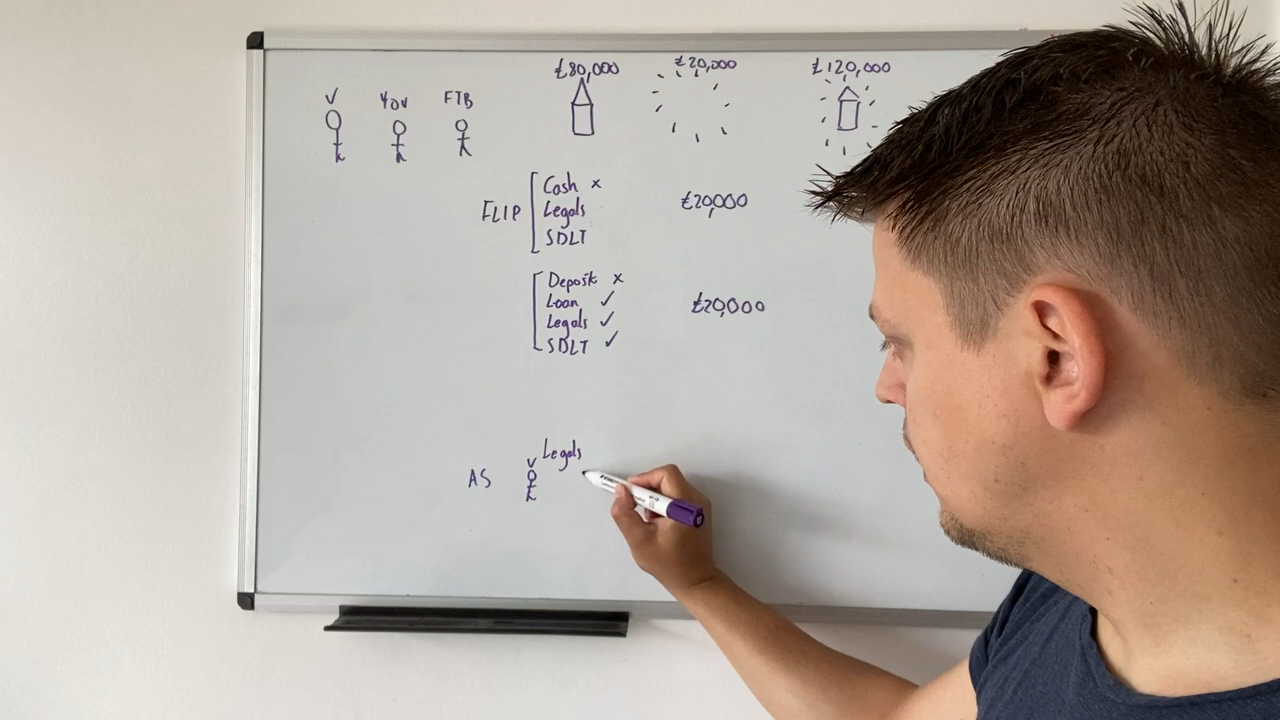 £80,000 £20,000 £120,000
V YOU FTB
FLIP
Cash x
Legals
SDLT
£20,000
Deposit x
Loan ✓
Legals ✓
SDLT ✓
£20,000
AS
V
Legals